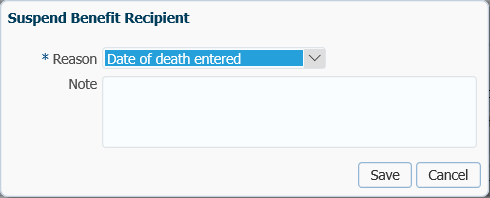 Suspend Benefit Recipient
* Reason Date of death entered
Note
Save Cancel